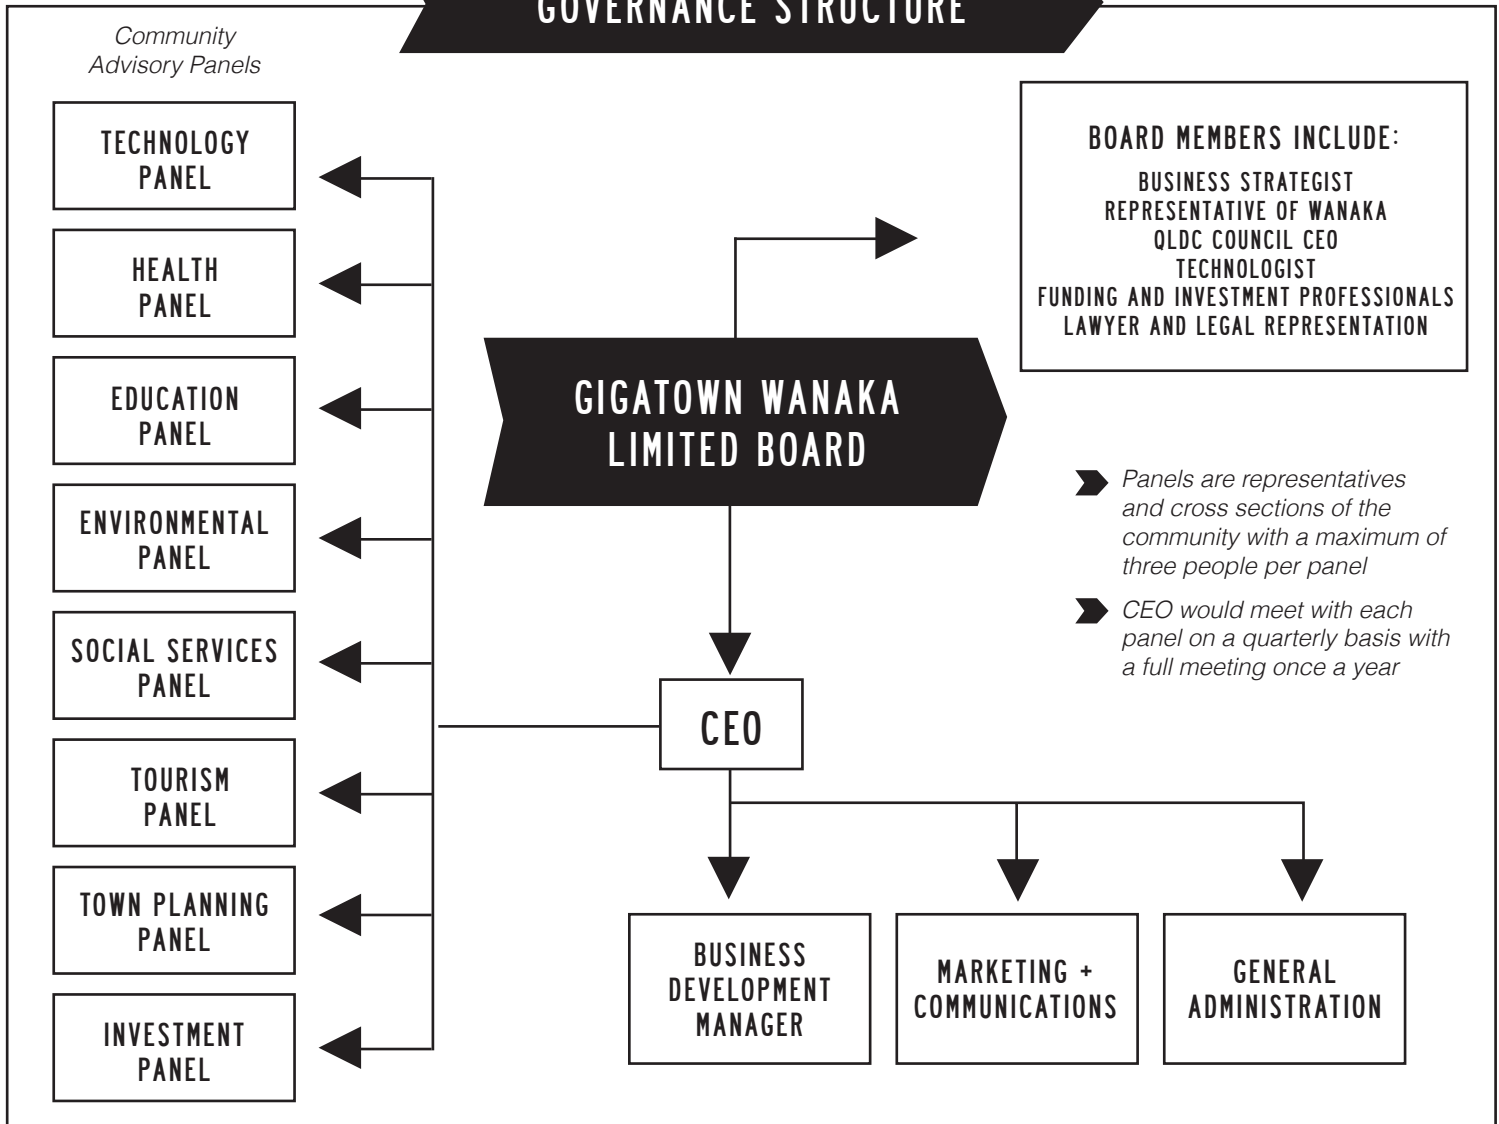 GOVERNANCE STRUCTURE
Community
Advisory Panels
TECHNOLOGY
PANEL
HEALTH
PANEL
EDUCATION
PANEL
ENVIRONMENTAL
PANEL
SOCIAL SERVICES
PANEL
TOURISM
PANEL
TOWN PLANNING
PANEL
INVESTMENT
PANEL
GIGATOWN WANAKA
LIMITED BOARD
BOARD MEMBERS INCLUDE:
BUSINESS STRATEGIST
REPRESENTATIVE OF WANAKA
QLDC COUNCIL CEO
TECHNOLOGIST
FUNDING AND INVESTMENT PROFESSIONALS
LAWYER AND LEGAL REPRESENTATION
Panels are representatives
and cross sections of the
community with a maximum of
three people per panel
CEO would meet with each
panel on a quarterly basis with
a full meeting once a year
CEO
BUSINESS
DEVELOPMENT
MANAGER
MARKETING +
COMMUNICATIONS
GENERAL
ADMINISTRATION